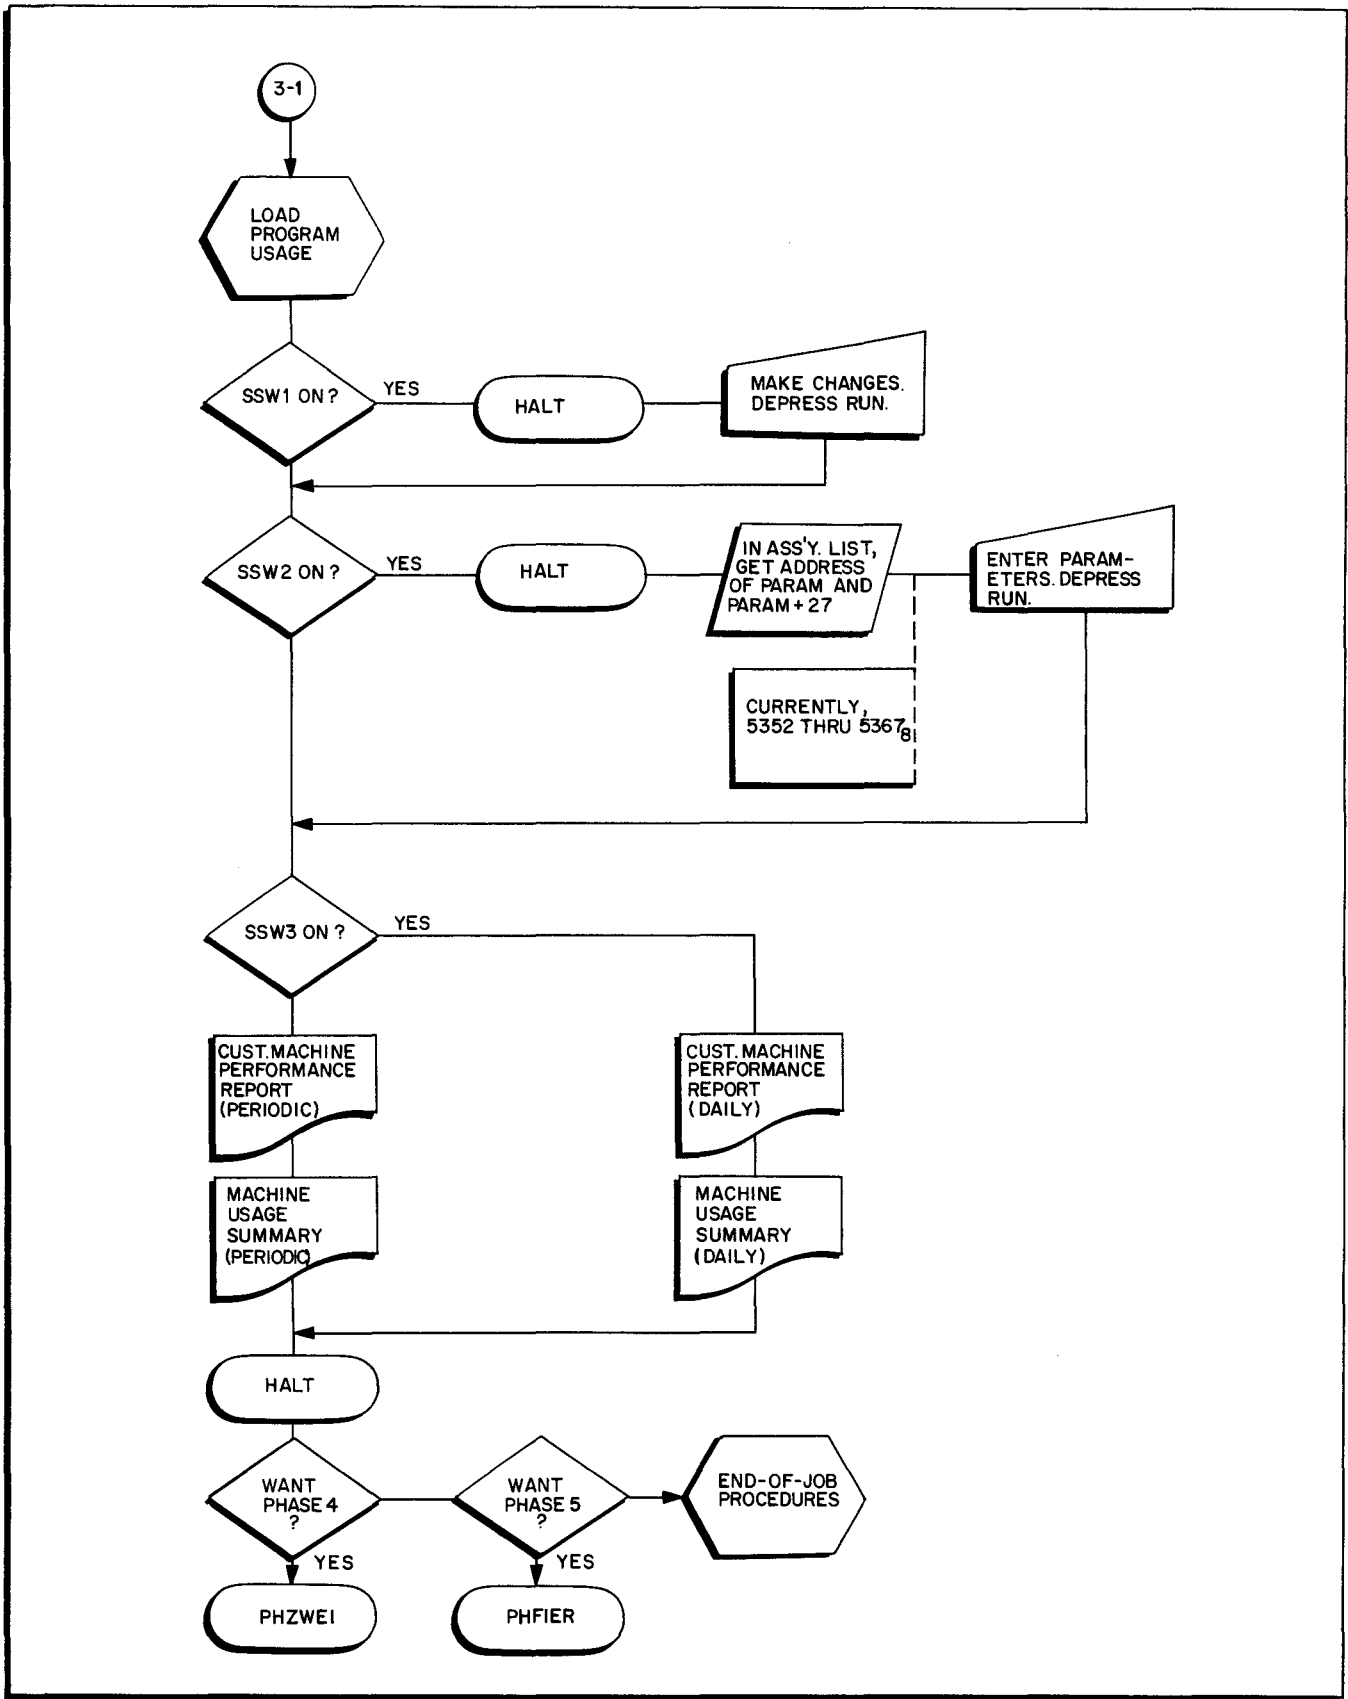 3-1
LOAD
PROGRAM
USAGE
SSW1 ON?
YES
HALT
MAKE CHANGES.
DEPRESS RUN.
SSW2 ON?
YES
HALT
IN ASS'Y. LIST,
GET ADDRESS
OF PARAM AND
PARAM+27
ENTER PARAM-
ETERS. DEPRESS
RUN.
CURRENTLY,
5352 THRU 5367₈
SSW3 ON?
YES
CUST. MACHINE
PERFORMANCE
REPORT
(PERIODIC)
CUST. MACHINE
PERFORMANCE
REPORT
(DAILY)
MACHINE
USAGE
SUMMARY
(PERIODIC)
MACHINE
USAGE
SUMMARY
(DAILY)
HALT
WANT
PHASE 4
?
YES
WANT
PHASE 5
?
YES
END-OF-JOB
PROCEDURES
PHZWEI
PHFIER